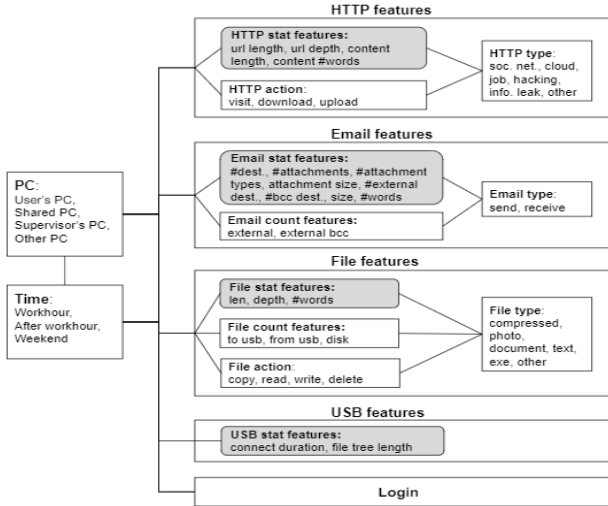 HTTP features
HTTP stat features:
url length, url depth, content
length, content #words
HTTP action:
visit, download, upload
HTTP type:
soc. net., cloud,
job, hacking,
info. leak, other
Email features
Email stat features:
#dest., #attachments, #attachment
types, attachment size, #external
dest., #bcc dest., size, #words
Email count features:
external, external bcc
Email type:
send, receive
PC:
User's PC,
Shared PC,
Supervisor's PC,
Other PC
Time:
Workhour,
After workhour,
Weekend
File features
File stat features:
len, depth, #words
File count features:
to usb, from usb, disk
File action:
copy, read, write, delete
File type:
compressed,
photo,
document, text,
exe, other
USB features
USB stat features:
connect duration, file tree length
Login